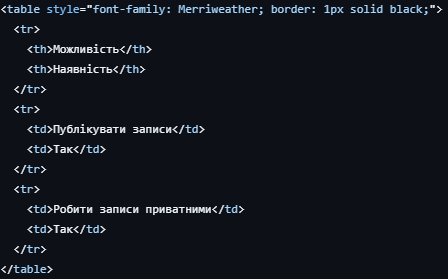 <table style="font-family: Merriweather; border: 1px solid black;">
  <tr>
    <th>Можливість</th>
    <th>Наявність</th>
  </tr>
  <tr>
    <td>Публікувати записи</td>
    <td>Так</td>
  </tr>
  <tr>
    <td>Робити записи приватними</td>
    <td>Так</td>
  </tr>
</table>